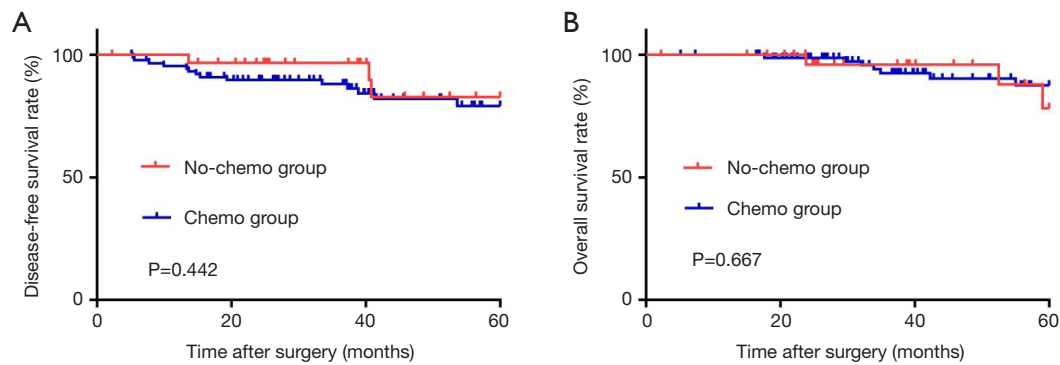 A
Disease-free survival rate (%)
100
50
0
No-chemo group
Chemo group
P=0.442
0 20 40 60
Time after surgery (months)
B
Overall survival rate (%)
100
50
0
No-chemo group
Chemo group
P=0.667
0 20 40 60
Time after surgery (months)